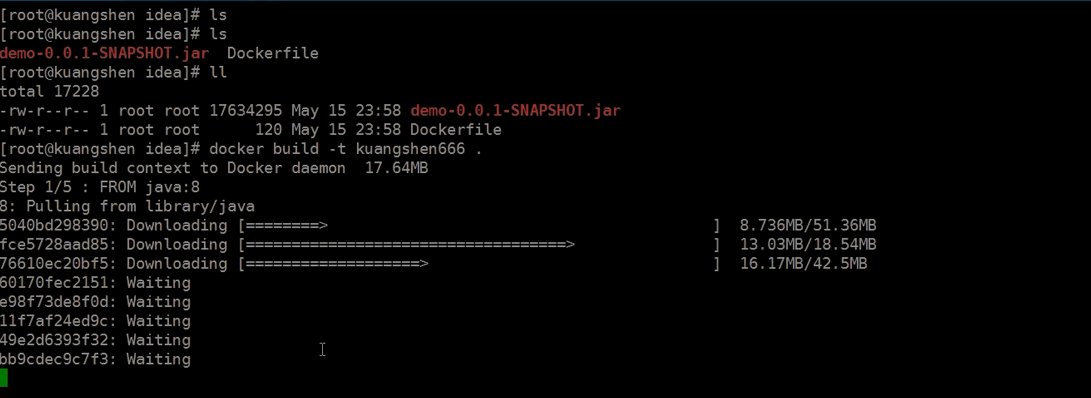 [root@kuangshen idea]# ls
[root@kuangshen idea]# ls
demo-0.0.1-SNAPSHOT.jar  Dockerfile
[root@kuangshen idea]# ll
total 17228
-rw-r--r-- 1 root root 17634295 May 15 23:58 demo-0.0.1-SNAPSHOT.jar
-rw-r--r-- 1 root root      120 May 15 23:58 Dockerfile
[root@kuangshen idea]# docker build -t kuangshen666 .
Sending build context to Docker daemon  17.64MB
Step 1/5 : FROM java:8
8: Pulling from library/java
5040bd298390: Downloading [========>                                          ]  8.736MB/51.36MB
fce5728aad85: Downloading [===================================>               ]  13.03MB/18.54MB
76610ec20bf5: Downloading [===================>                               ]  16.17MB/42.5MB
60170fec2151: Waiting
e98f73de8f0d: Waiting
11f7af24ed9c: Waiting
49e2d6393f32: Waiting
bb9cdec9c7f3: Waiting